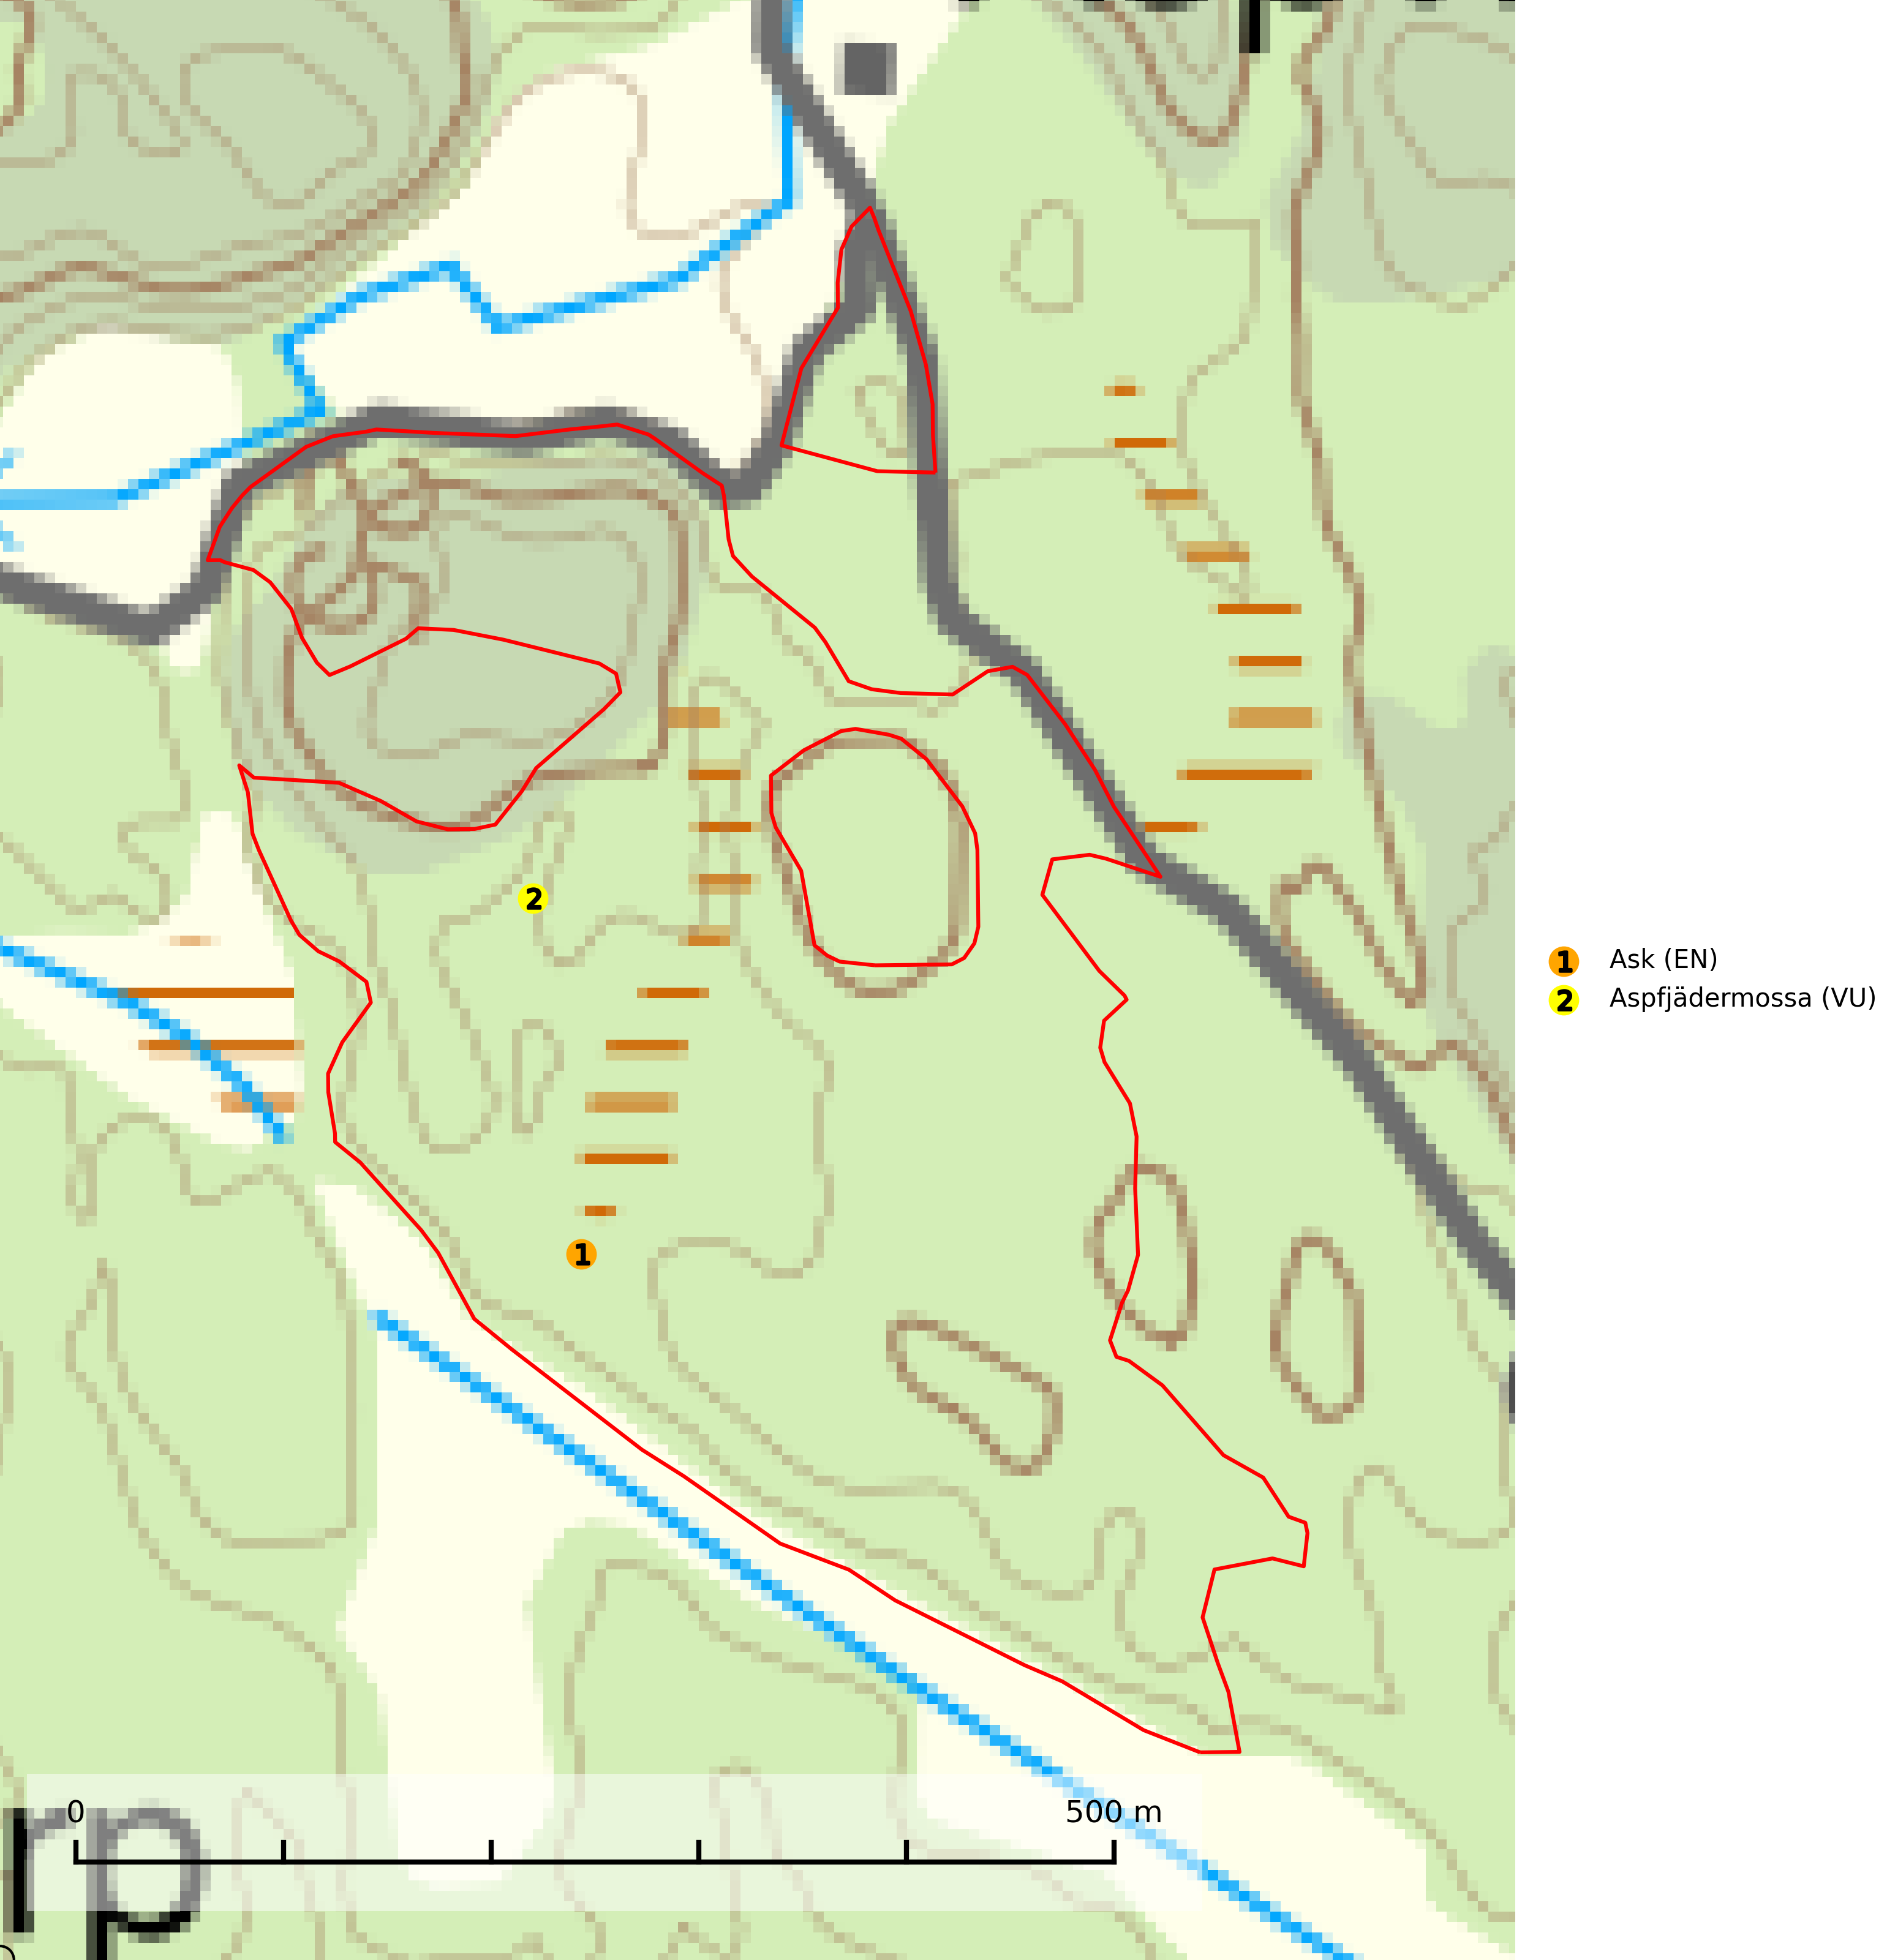 2
1
1 Ask (EN)
2 Aspfjädermossa (VU)
0 500 m
rp